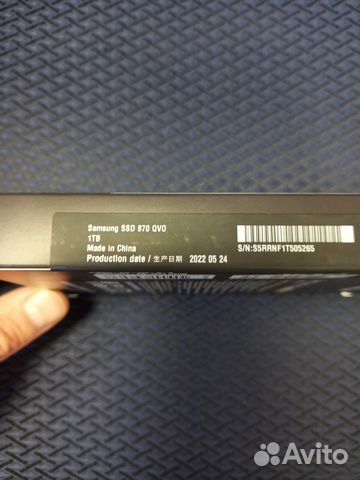 Samsung SSD 870 QVO
1TB
Made in China
Production date / 生产日期 2022 05 24
S/N:S5RRNF1T505265
Avito